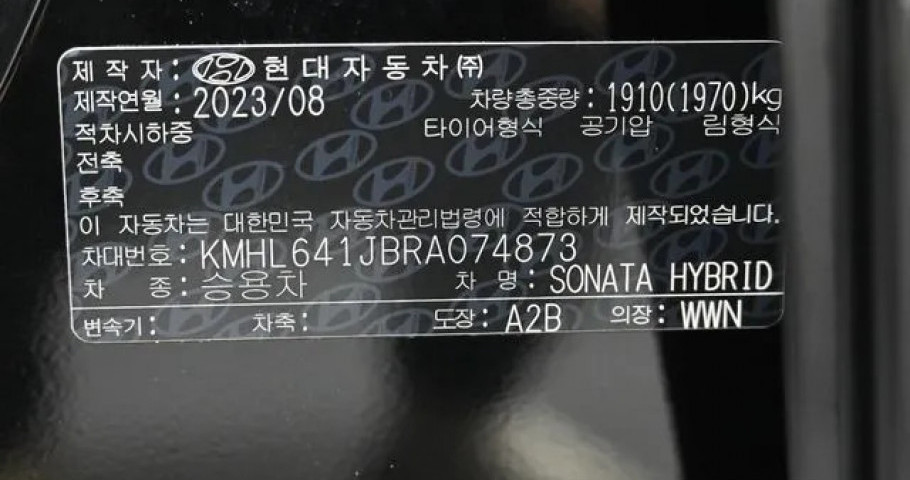 제 작 자 : 현대자동차㈜
제작연월 : 2023/08 차량총중량 : 1910(1970)kg
적차시하중 타이어형식 공기압 림형식
전축
후축
이 자동차는 대한민국 자동차관리법령에 적합하게 제작되었습니다.
차대번호 : KMHL641JBRA074873
차 종 : 승용차 차 명 : SONATA HYBRID
변속기 : 차축 : 도장 : A2B 의장 : WWN